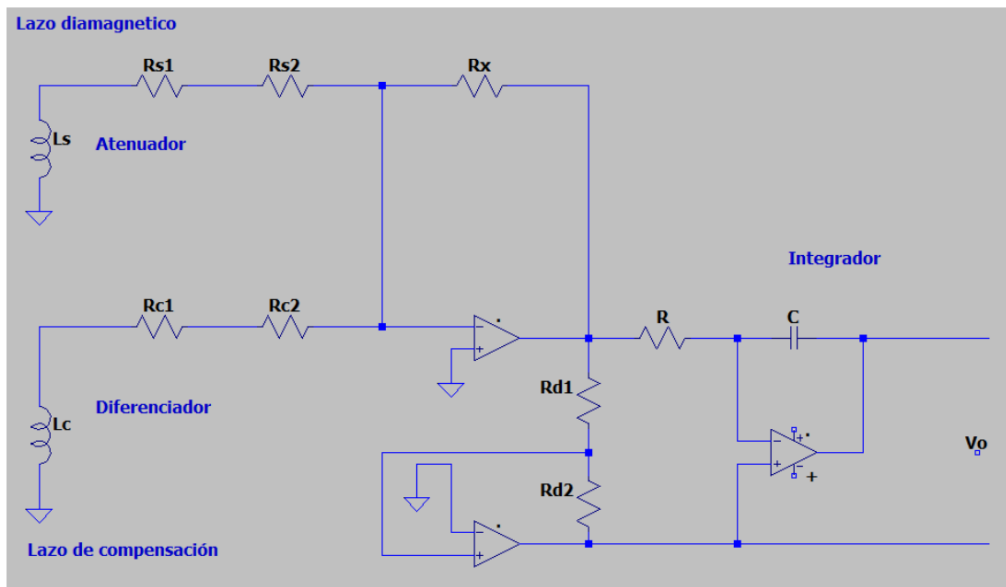 Lazo diamagnetico
Rs1
Rs2
Rx
Ls
Atenuador
Integrador
Rc1
Rc2
R
C
Rd1
Diferenciador
Lc
Vo
Rd2
Lazo de compensación